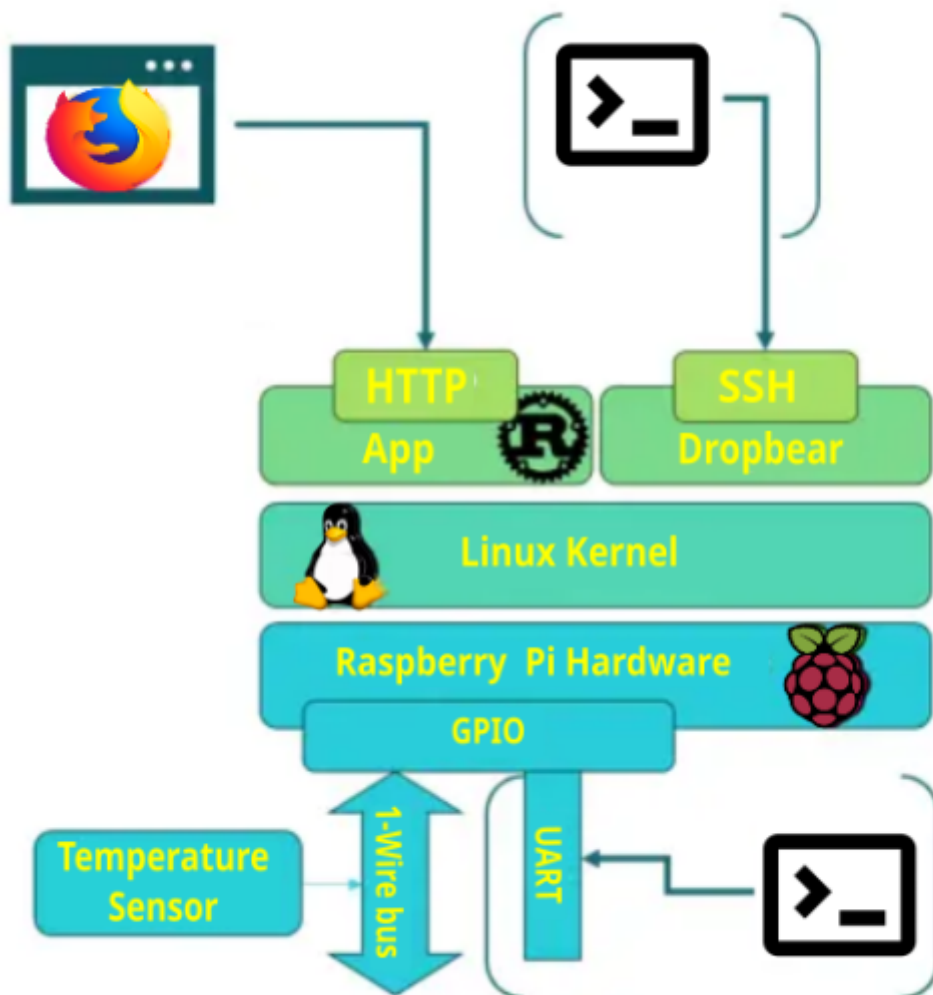 HTTP
SSH
App
Dropbear
Linux Kernel
Raspberry Pi Hardware
GPIO
1-Wire bus
UART
Temperature
Sensor